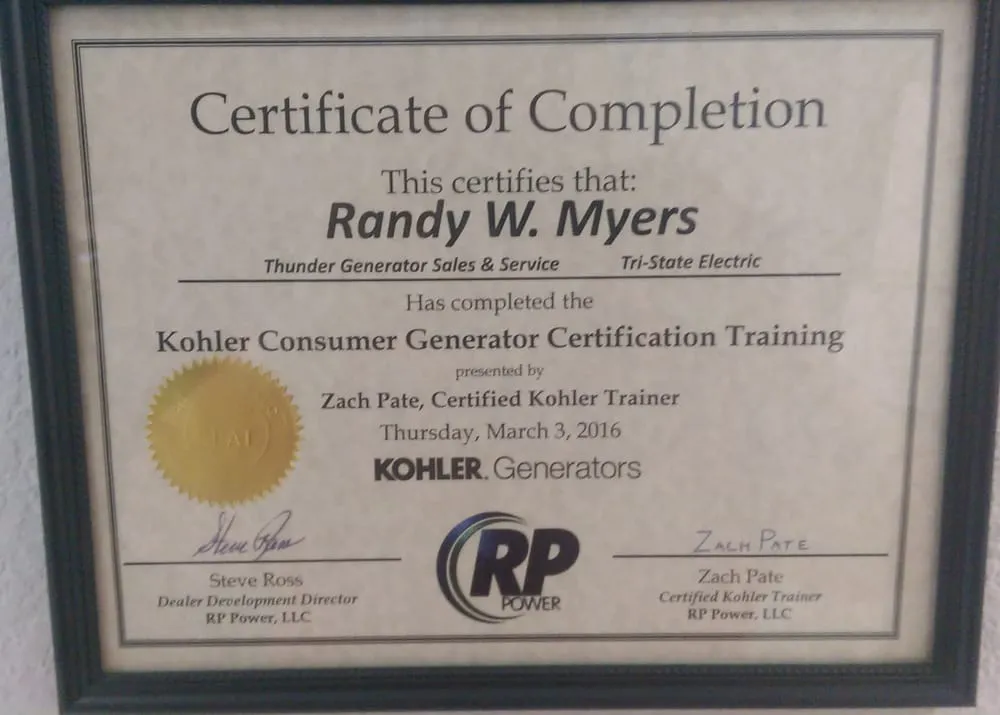 Certificate of Completion
This certifies that:
Randy W. Myers
Thunder Generator Sales & Service Tri-State Electric
Has completed the
Kohler Consumer Generator Certification Training
presented by
Zach Pate, Certified Kohler Trainer
Thursday, March 3, 2016
KOHLER. Generators
Steve Ross
ZACH PATE
RP
POWER
Steve Ross
Dealer Development Director
RP Power, LLC
Zach Pate
Certified Kohler Trainer
RP Power, LLC